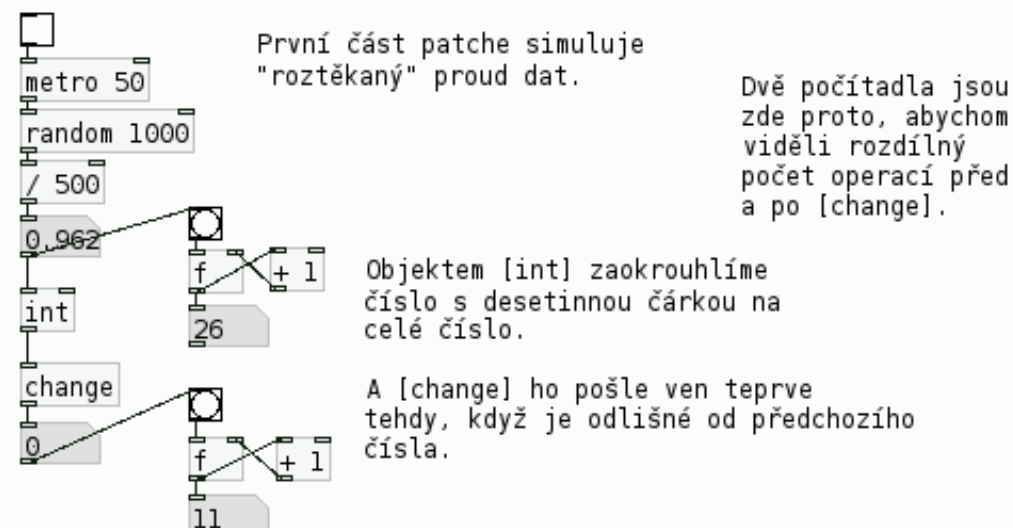 První část patche simuluje
"roztěkaný" proud dat.
Dvě počítadla jsou
zde proto, abychom
viděli rozdílný
počet operací před
a po [change].
metro 50
random 1000
/ 500
0.962
f
+ 1
26
Objektem [int] zaokrouhlíme
číslo s desetinnou čárkou na
celé číslo.
int
change
0
A [change] ho pošle ven teprve
tehdy, když je odlišné od předchozího
čísla.
f
+ 1
11